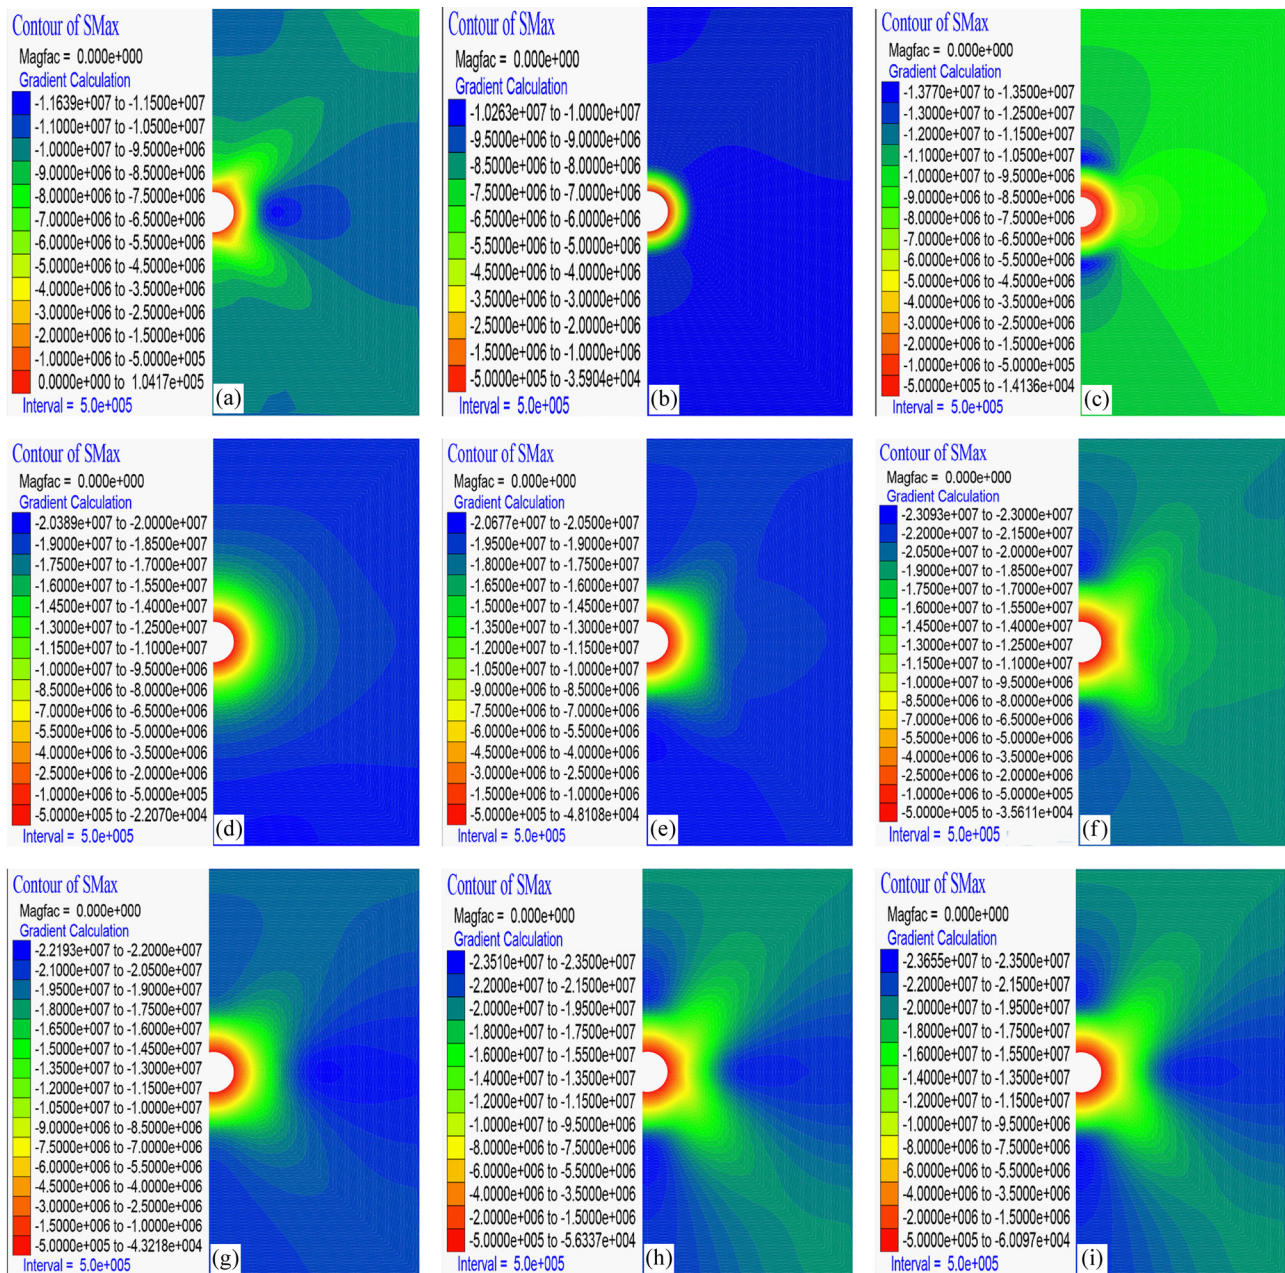 Contour of SMax
Magfac = 0.000e+000
Gradient Calculation
-1.1639e+007 to -1.1500e+007
-1.1000e+007 to -1.0500e+007
-1.0000e+007 to -9.5000e+006
-9.0000e+006 to -8.5000e+006
-8.0000e+006 to -7.5000e+006
-7.0000e+006 to -6.5000e+006
-6.0000e+006 to -5.5000e+006
-5.0000e+006 to -4.5000e+006
-4.0000e+006 to -3.5000e+006
-3.0000e+006 to -2.5000e+006
-2.0000e+006 to -1.5000e+006
-1.0000e+006 to -5.0000e+005
0.0000e+000 to 1.0417e+005
Interval = 5.0e+005
(a)
Contour of SMax
Magfac = 0.000e+000
Gradient Calculation
-1.0263e+007 to -1.0000e+007
-9.5000e+006 to -9.0000e+006
-8.5000e+006 to -8.0000e+006
-7.5000e+006 to -7.0000e+006
-6.5000e+006 to -6.0000e+006
-5.5000e+006 to -5.0000e+006
-4.5000e+006 to -4.0000e+006
-3.5000e+006 to -3.0000e+006
-2.5000e+006 to -2.0000e+006
-1.5000e+006 to -1.0000e+006
-5.0000e+005 to -3.5904e+004
Interval = 5.0e+005
(b)
Contour of SMax
Magfac = 0.000e+000
Gradient Calculation
-1.3770e+007 to -1.3500e+007
-1.3000e+007 to -1.2500e+007
-1.2000e+007 to -1.1500e+007
-1.1000e+007 to -1.0500e+007
-1.0000e+007 to -9.5000e+006
-9.0000e+006 to -8.5000e+006
-8.0000e+006 to -7.5000e+006
-7.0000e+006 to -6.5000e+006
-6.0000e+006 to -5.5000e+006
-5.0000e+006 to -4.5000e+006
-4.0000e+006 to -3.5000e+006
-3.0000e+006 to -2.5000e+006
-2.0000e+006 to -1.5000e+006
-1.0000e+006 to -5.0000e+005
-5.0000e+005 to -1.4136e+004
Interval = 5.0e+005
(c)
Contour of SMax
Magfac = 0.000e+000
Gradient Calculation
-2.0389e+007 to -2.0000e+007
-1.9000e+007 to -1.8500e+007
-1.7500e+007 to -1.7000e+007
-1.6000e+007 to -1.5500e+007
-1.4500e+007 to -1.4000e+007
-1.3000e+007 to -1.2500e+007
-1.1500e+007 to -1.1000e+007
-1.0000e+007 to -9.5000e+006
-8.5000e+006 to -8.0000e+006
-7.0000e+006 to -6.5000e+006
-5.5000e+006 to -5.0000e+006
-4.0000e+006 to -3.5000e+006
-2.5000e+006 to -2.0000e+006
-1.0000e+006 to -5.0000e+005
-5.0000e+005 to -2.2070e+004
Interval = 5.0e+005
(d)
Contour of SMax
Magfac = 0.000e+000
Gradient Calculation
-2.0677e+007 to -2.0500e+007
-1.9500e+007 to -1.9000e+007
-1.8000e+007 to -1.7500e+007
-1.6500e+007 to -1.6000e+007
-1.5000e+007 to -1.4500e+007
-1.3500e+007 to -1.3000e+007
-1.2000e+007 to -1.1500e+007
-1.0500e+007 to -1.0000e+007
-9.0000e+006 to -8.5000e+006
-7.5000e+006 to -7.0000e+006
-6.0000e+006 to -5.5000e+006
-4.5000e+006 to -4.0000e+006
-3.0000e+006 to -2.5000e+006
-1.5000e+006 to -1.0000e+006
-5.0000e+005 to -4.8108e+004
Interval = 5.0e+005
(e)
Contour of SMax
Magfac = 0.000e+000
Gradient Calculation
-2.3093e+007 to -2.3000e+007
-2.2000e+007 to -2.1500e+007
-2.0500e+007 to -2.0000e+007
-1.9000e+007 to -1.8500e+007
-1.7500e+007 to -1.7000e+007
-1.6000e+007 to -1.5500e+007
-1.4500e+007 to -1.4000e+007
-1.3000e+007 to -1.2500e+007
-1.1500e+007 to -1.1000e+007
-1.0000e+007 to -9.5000e+006
-8.5000e+006 to -8.0000e+006
-7.0000e+006 to -6.5000e+006
-5.5000e+006 to -5.0000e+006
-4.0000e+006 to -3.5000e+006
-2.5000e+006 to -2.0000e+006
-1.0000e+006 to -5.0000e+005
-5.0000e+005 to -3.5611e+004
Interval = 5.0e+005
(f)
Contour of SMax
Magfac = 0.000e+000
Gradient Calculation
-2.2193e+007 to -2.2000e+007
-2.1000e+007 to -2.0500e+007
-1.9500e+007 to -1.9000e+007
-1.8000e+007 to -1.7500e+007
-1.6500e+007 to -1.6000e+007
-1.5000e+007 to -1.4500e+007
-1.3500e+007 to -1.3000e+007
-1.2000e+007 to -1.1500e+007
-1.0500e+007 to -1.0000e+007
-9.0000e+006 to -8.5000e+006
-7.5000e+006 to -7.0000e+006
-6.0000e+006 to -5.5000e+006
-4.5000e+006 to -4.0000e+006
-3.0000e+006 to -2.5000e+006
-1.5000e+006 to -1.0000e+006
-5.0000e+005 to -4.3218e+004
Interval = 5.0e+005
(g)
Contour of SMax
Magfac = 0.000e+000
Gradient Calculation
-2.3510e+007 to -2.3500e+007
-2.2000e+007 to -2.1500e+007
-2.0000e+007 to -1.9500e+007
-1.8000e+007 to -1.7500e+007
-1.6000e+007 to -1.5500e+007
-1.4000e+007 to -1.3500e+007
-1.2000e+007 to -1.1500e+007
-1.0000e+007 to -9.5000e+006
-8.0000e+006 to -7.5000e+006
-6.0000e+006 to -5.5000e+006
-4.0000e+006 to -3.5000e+006
-2.0000e+006 to -1.5000e+006
-5.0000e+005 to -5.6337e+004
Interval = 5.0e+005
(h)
Contour of SMax
Magfac = 0.000e+000
Gradient Calculation
-2.3655e+007 to -2.3500e+007
-2.2000e+007 to -2.1500e+007
-2.0000e+007 to -1.9500e+007
-1.8000e+007 to -1.7500e+007
-1.6000e+007 to -1.5500e+007
-1.4000e+007 to -1.3500e+007
-1.2000e+007 to -1.1500e+007
-1.0000e+007 to -9.5000e+006
-8.0000e+006 to -7.5000e+006
-6.0000e+006 to -5.5000e+006
-4.0000e+006 to -3.5000e+006
-2.0000e+006 to -1.5000e+006
-5.0000e+005 to -6.0097e+004
Interval = 5.0e+005
(i)